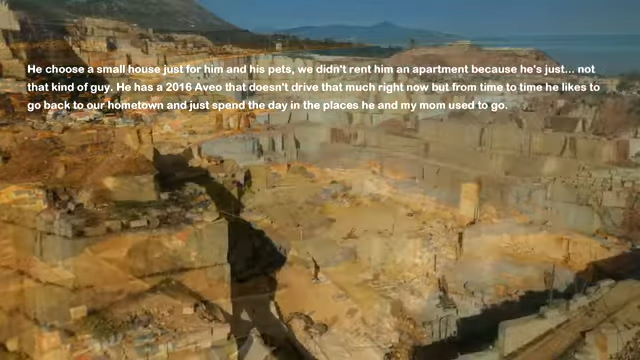 He choose a small house just for him and his pets, we didn't rent him an apartment because he's just... not
that kind of guy. He has a 2016 Aveo that doesn't drive that much right now but from time to time he likes to
go back to our hometown and just spend the day in the places he and my mom used to go.